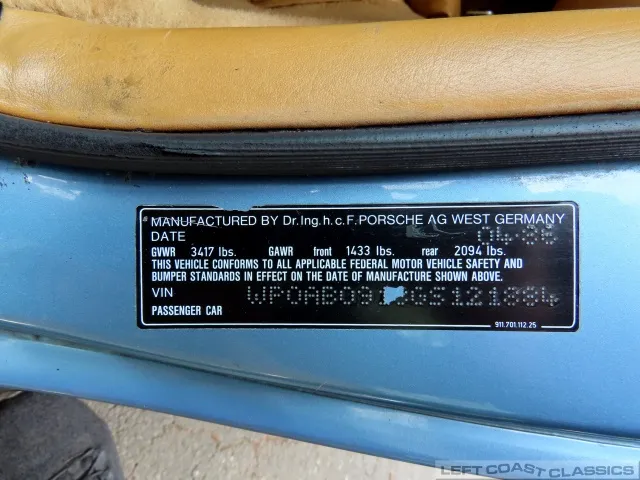 MANUFACTURED BY Dr.Ing.h.c.F.PORSCHE AG WEST GERMANY
DATE 04-86
GVWR 3417 lbs. GAWR front 1433 lbs. rear 2094 lbs.
THIS VEHICLE CONFORMS TO ALL APPLICABLE FEDERAL MOTOR VEHICLE SAFETY AND
BUMPER STANDARDS IN EFFECT ON THE DATE OF MANUFACTURE SHOWN ABOVE.
VIN
PASSENGER CAR
911.701.112.25
LEFT COAST CLASSICS